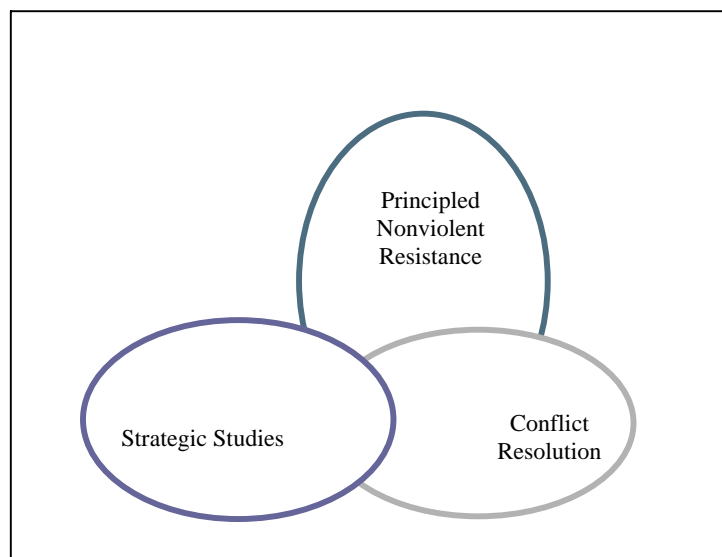 Principled
Nonviolent
Resistance
Strategic Studies
Conflict
Resolution